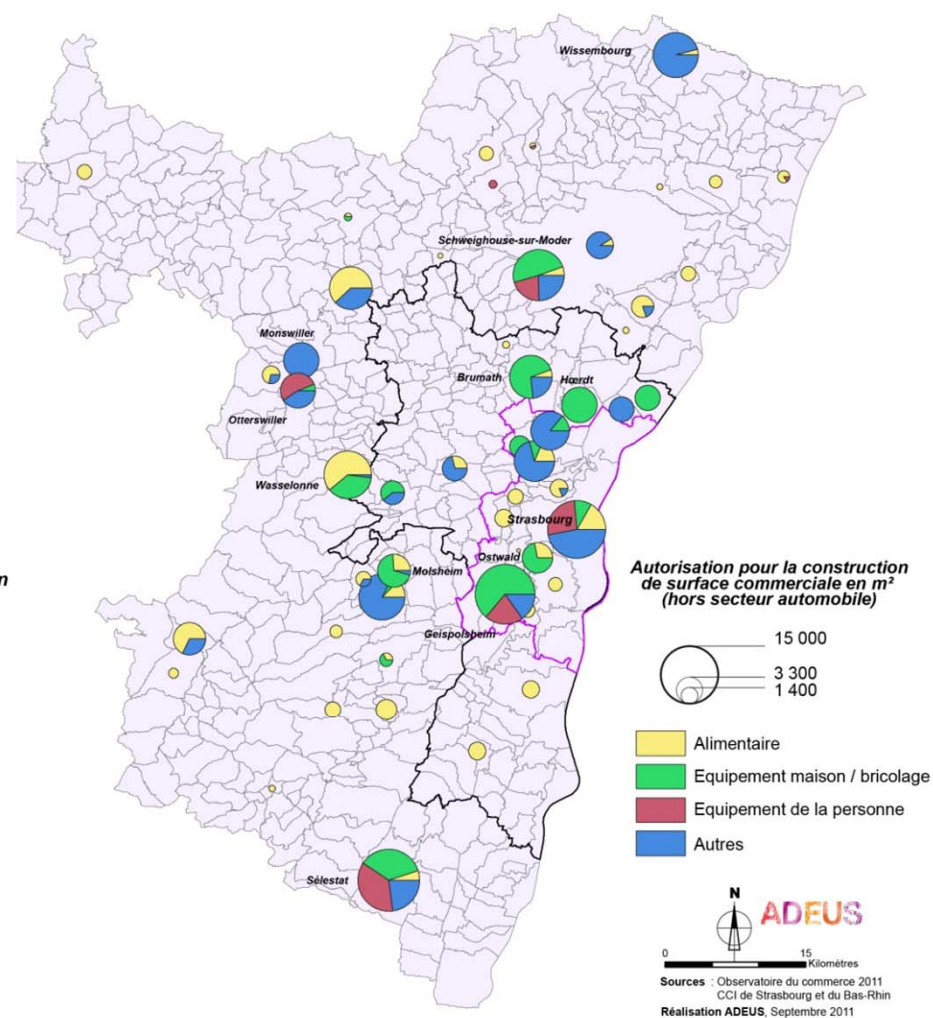 Wissembourg
Schweighouse-sur-Moder
Monswiller
Brumath
Hœrdt
Otterswiller
Wasselonne
Strasbourg
Ostwald
Molsheim
Geispolsheim
Sélestat
n
Autorisation pour la construction
de surface commerciale en m²
(hors secteur automobile)
15 000
3 300
1 400
Alimentaire
Equipement maison / bricolage
Equipement de la personne
Autres
N
ADEUS
0 15
Kilomètres
Sources : Observatoire du commerce 2011
CCI de Strasbourg et du Bas-Rhin
Réalisation ADEUS, Septembre 2011